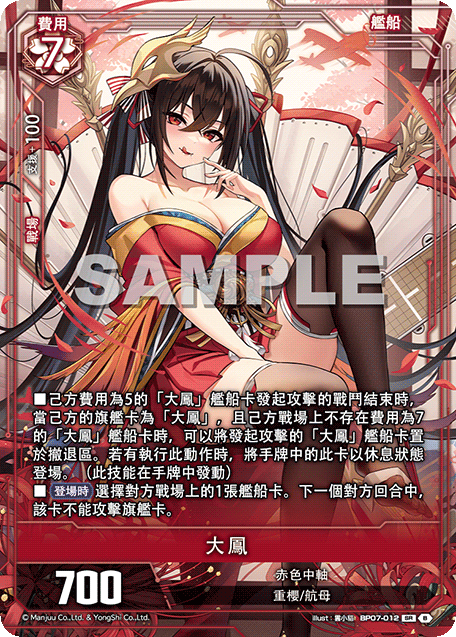 費用
7
艦船
支援+100
戰場
SAMPLE
■己方費用為5的「大鳳」艦船卡發起攻擊的戰鬥結束時,
當己方的旗艦卡為「大鳳」, 且己方戰場上不存在費用為7
的「大鳳」艦船卡時, 可以將發起攻擊的「大鳳」艦船卡置
於撤退區。若有執行此動作時, 將手牌中的此卡以休息狀態
登場。(此技能在手牌中發動)
■登場時 選擇對方戰場上的1張艦船卡。下一個對方回合中,
該卡不能攻擊旗艦卡。
大鳳
700
赤色中軸
重櫻/航母
© Manjuu Co.,Ltd. & YongShi Co.,Ltd.
Illust : 醬小貓! BP07-012 SR B